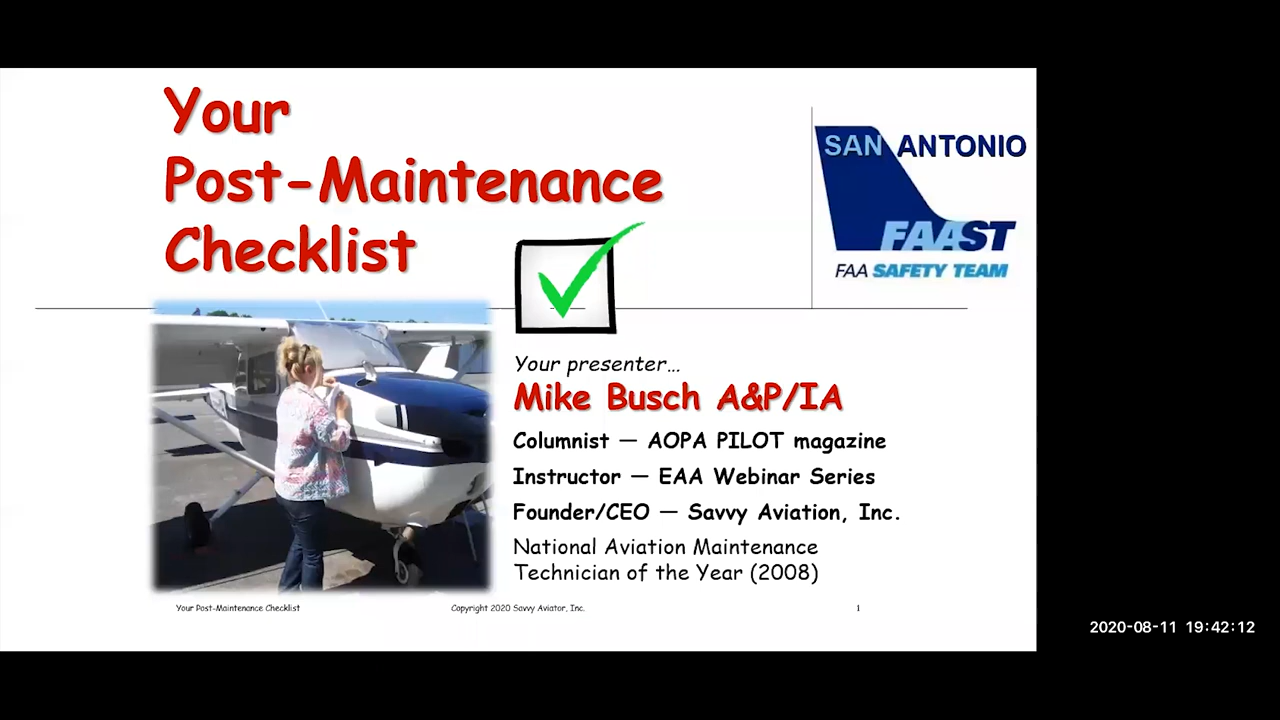 Your
Post-Maintenance
Checklist
SAN ANTONIO
FAAST
FAA SAFETY TEAM
Your presenter…
Mike Busch A&P/IA
Columnist — AOPA PILOT magazine
Instructor — EAA Webinar Series
Founder/CEO — Savvy Aviation, Inc.
National Aviation Maintenance
Technician of the Year (2008)
Your Post-Maintenance Checklist
Copyright 2020 Savvy Aviator, Inc.
1
2020-08-11 19:42:12